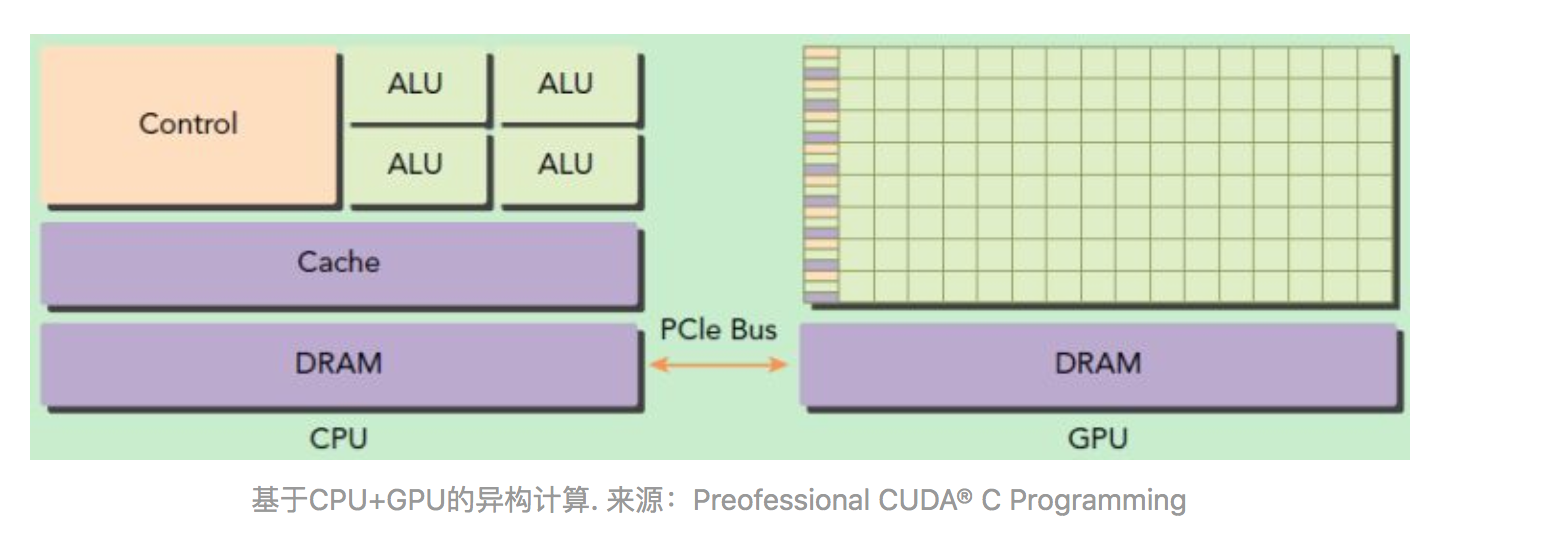 Control
ALU ALU
ALU ALU
Cache
DRAM
CPU
PCIe Bus
DRAM
GPU
基于CPU+GPU的异构计算. 来源：Preofessional CUDA® C Programming